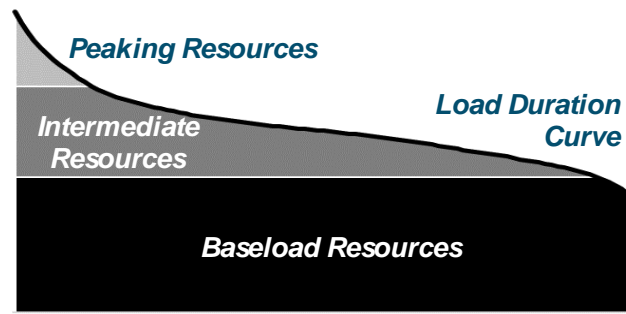 Peaking Resources
Load Duration
Curve
Intermediate
Resources
Baseload Resources